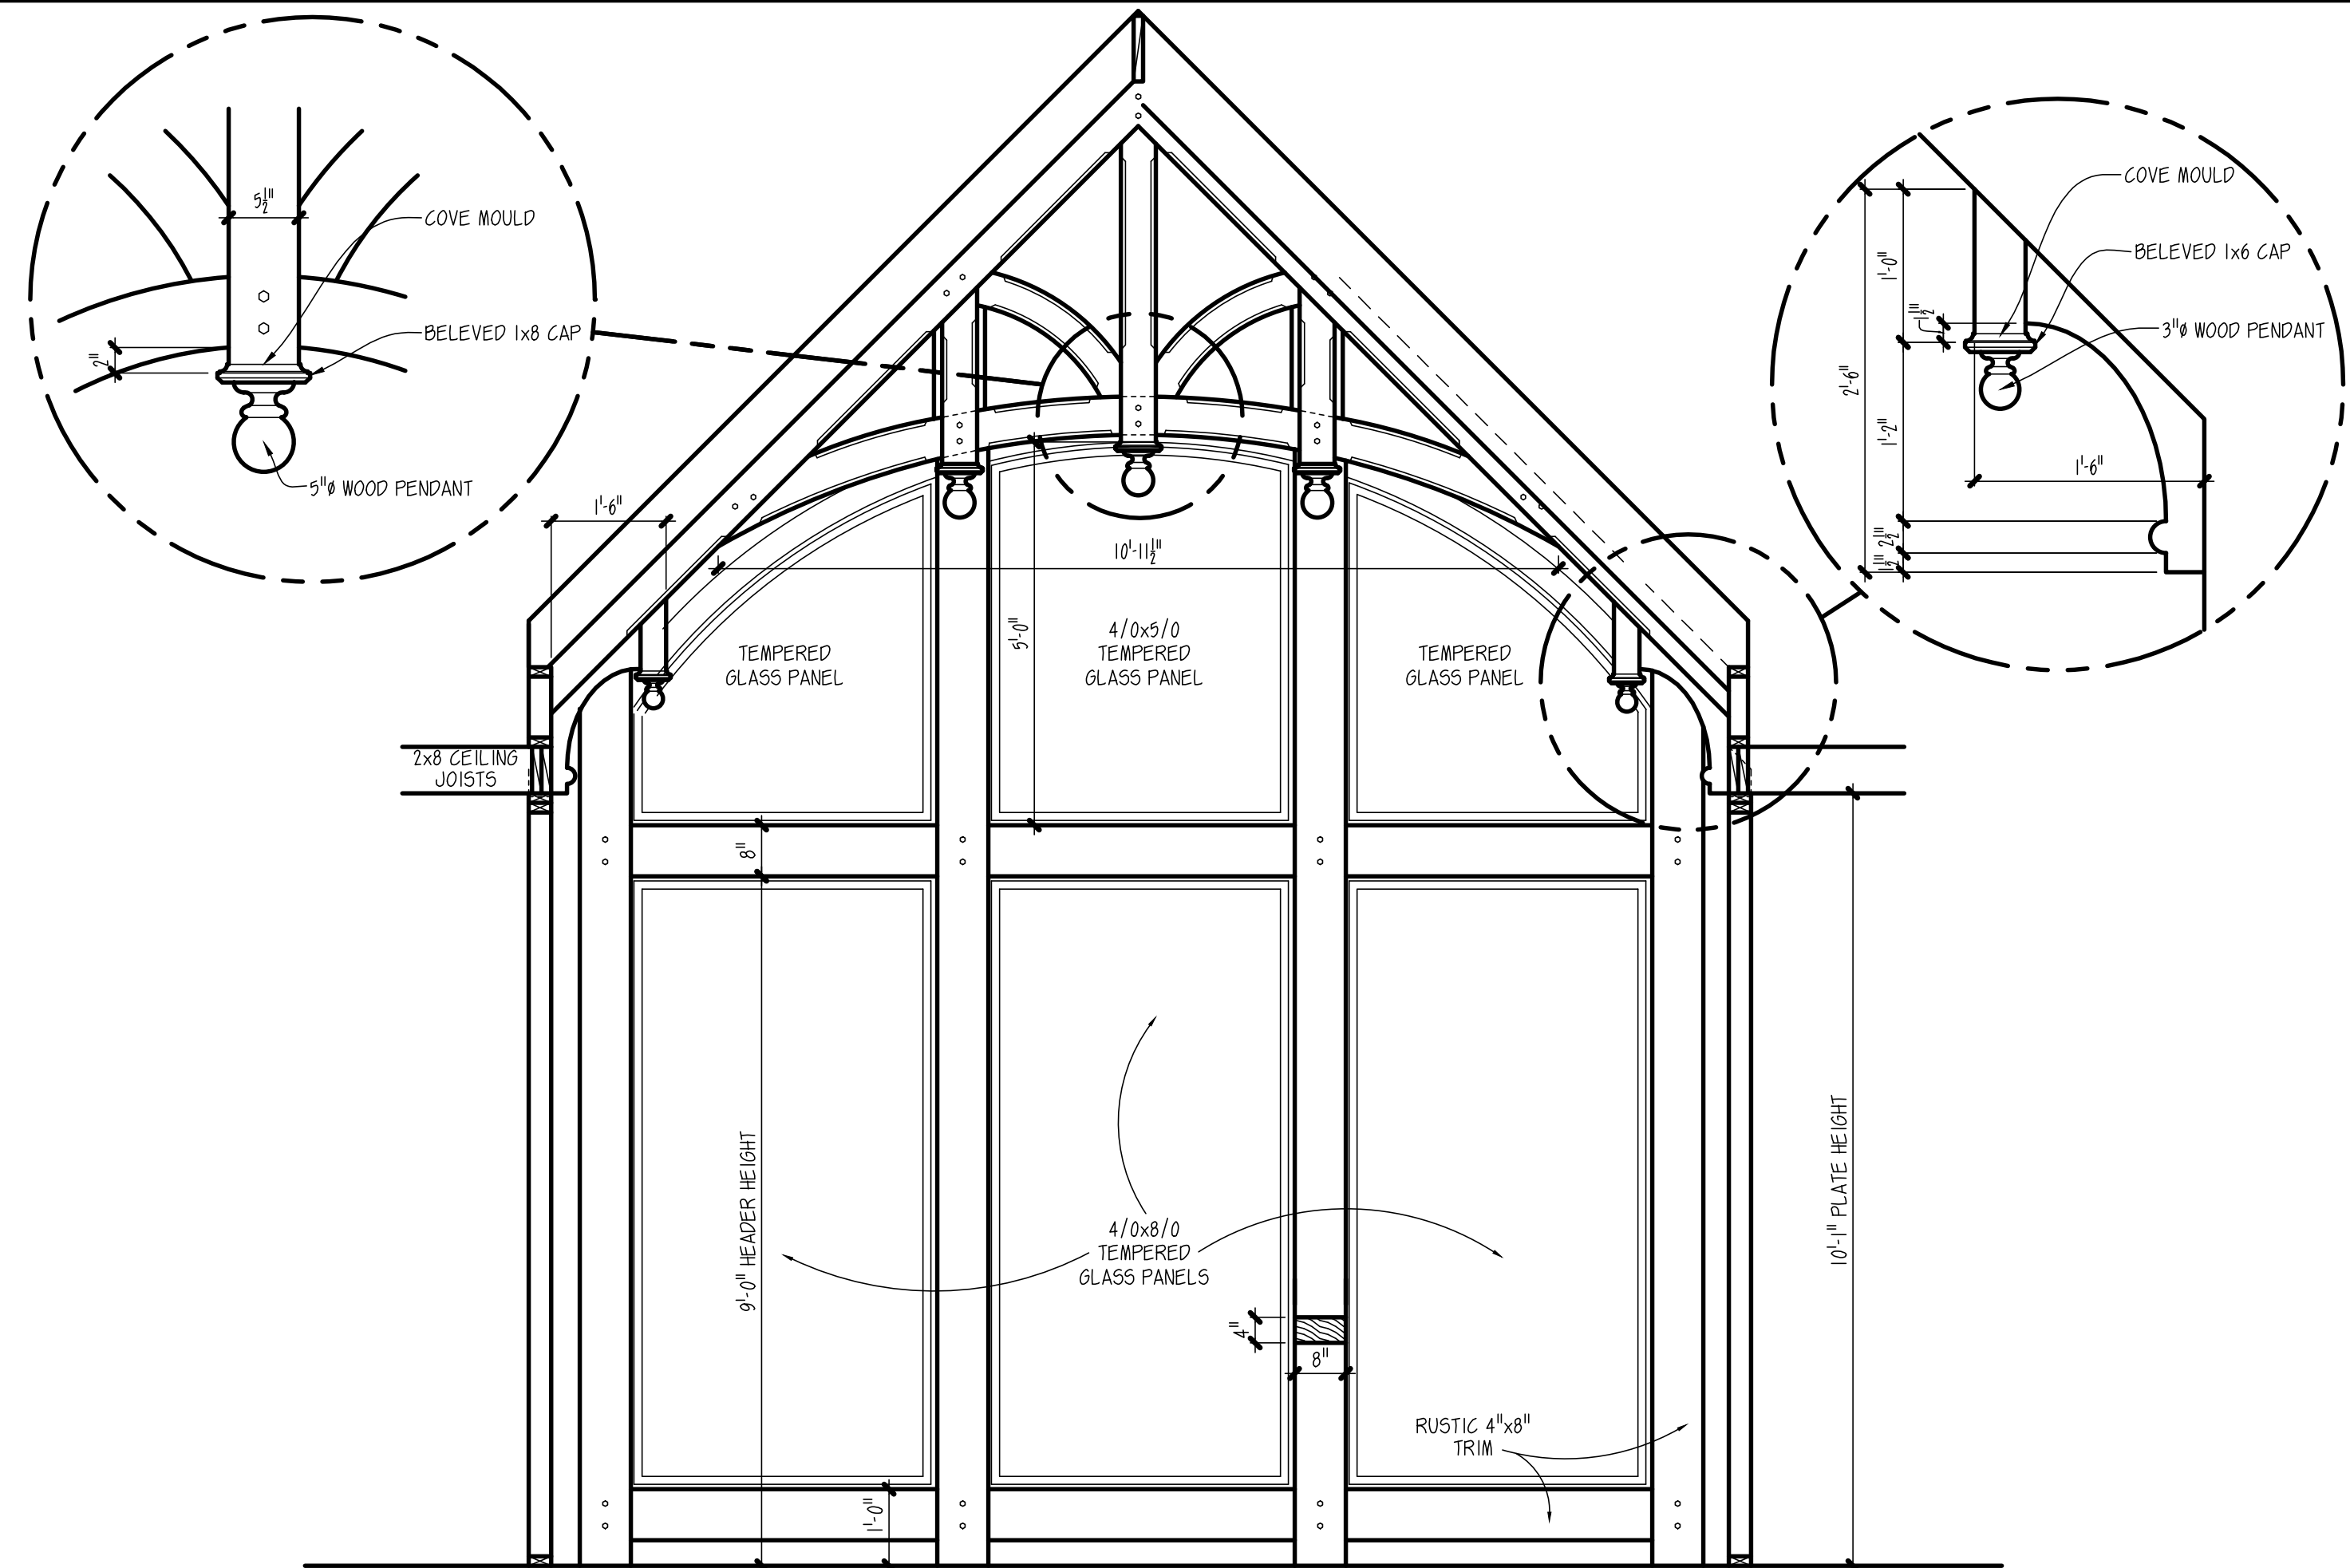 5½"
COVE MOULD
BELEVED 1x8 CAP
2"
5"Ø WOOD PENDANT
COVE MOULD
BELEVED 1x6 CAP
3"Ø WOOD PENDANT
1'-0"
1½"
2'-6"
1'-2"
1'-6"
2½"
1½"
1'-6"
10'-11½"
5'-0"
TEMPERED
GLASS PANEL
4/0x5/0
TEMPERED
GLASS PANEL
TEMPERED
GLASS PANEL
2x8 CEILING
JOISTS
8"
9'-0" HEADER HEIGHT
10'-1" PLATE HEIGHT
4/0x8/0
TEMPERED
GLASS PANELS
4"
8"
RUSTIC 4"x8"
TRIM
1'-0"